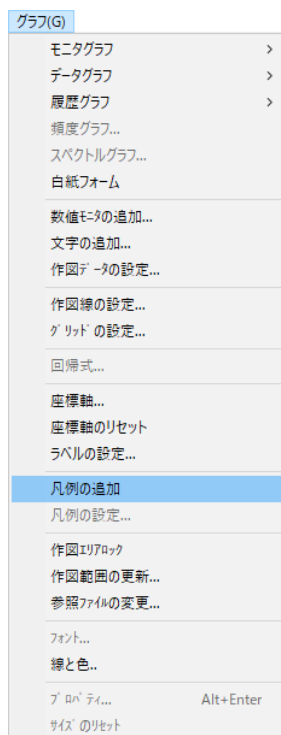 グラフ(G)
モニタグラフ >
データグラフ >
履歴グラフ >
頻度グラフ...
スペクトルグラフ...
白紙フォーム
数値ﾓﾆﾀの追加...
文字の追加...
作図ﾃﾞｰﾀの設定...
作図線の設定...
ｸﾞﾘｯﾄﾞの設定...
回帰式...
座標軸...
座標軸のリセット
ﾗﾍﾞﾙの設定...
凡例の追加
凡例の設定...
作図ｴﾘｱﾛｯｸ
作図範囲の更新...
参照ﾌｧｲﾙの変更...
ﾌｫﾝﾄ...
線と色..
ﾌﾟﾛﾊﾟﾃｨ... Alt+Enter
ｻｲｽﾞのﾘｾｯﾄ